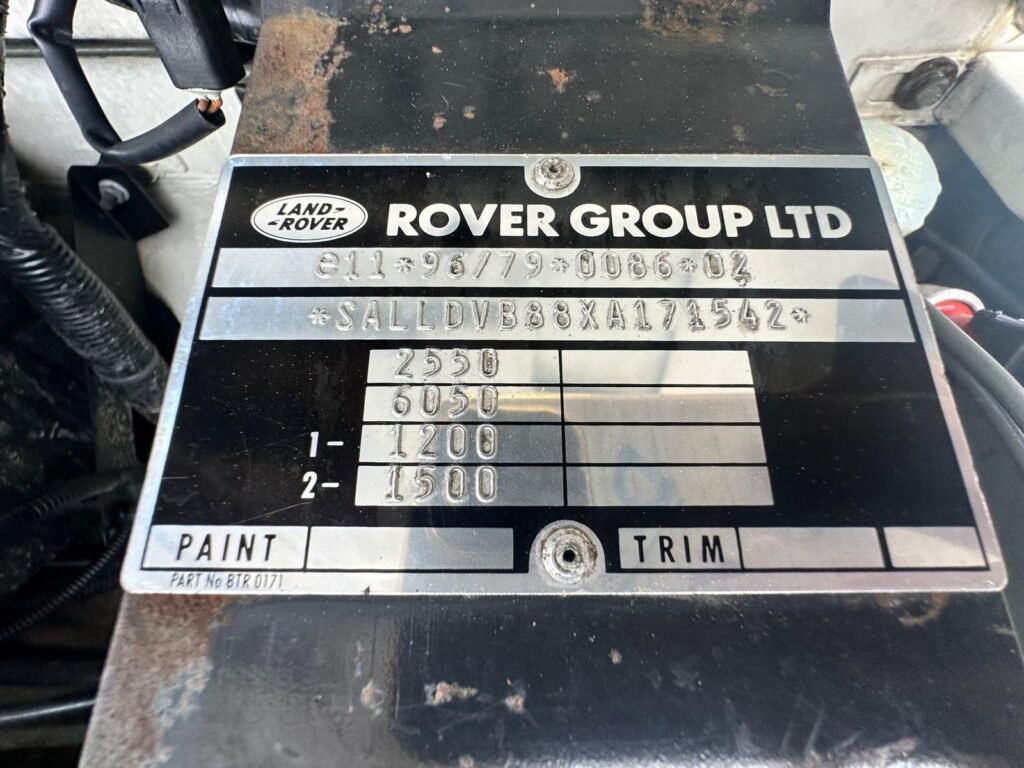 LAND-
-ROVER
ROVER GROUP LTD
e11*96/79*0086*02
*SALLDVB88XA171542*
2550
6050
1- 1200
2- 1500
PAINT TRIM
PART No BTR 0171